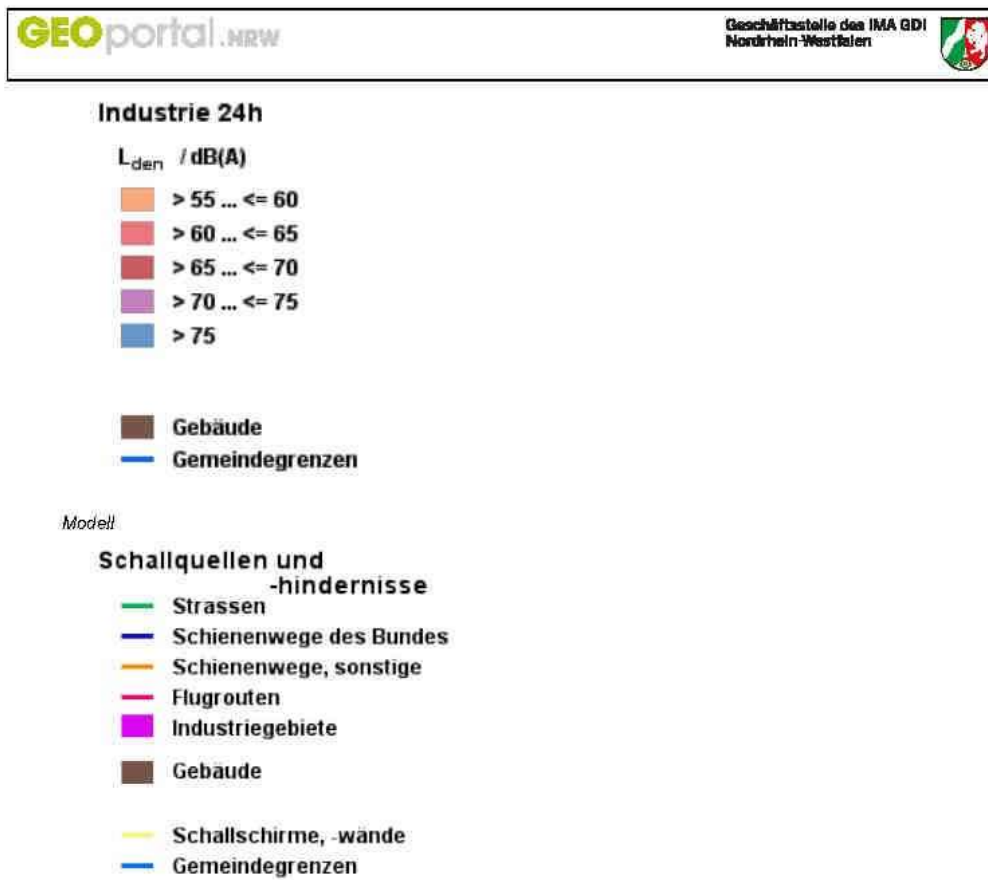 GEOportal.NRW
Geschäftsstelle des IMA GDI
Nordrhein-Westfalen
Industrie 24h
Lden / dB(A)
> 55 ... <= 60
> 60 ... <= 65
> 65 ... <= 70
> 70 ... <= 75
> 75
Gebäude
Gemeindegrenzen
Modell
Schallquellen und
-hindernisse
Strassen
Schienenwege des Bundes
Schienenwege, sonstige
Flugrouten
Industriegebiete
Gebäude
Schallschirme, -wände
Gemeindegrenzen